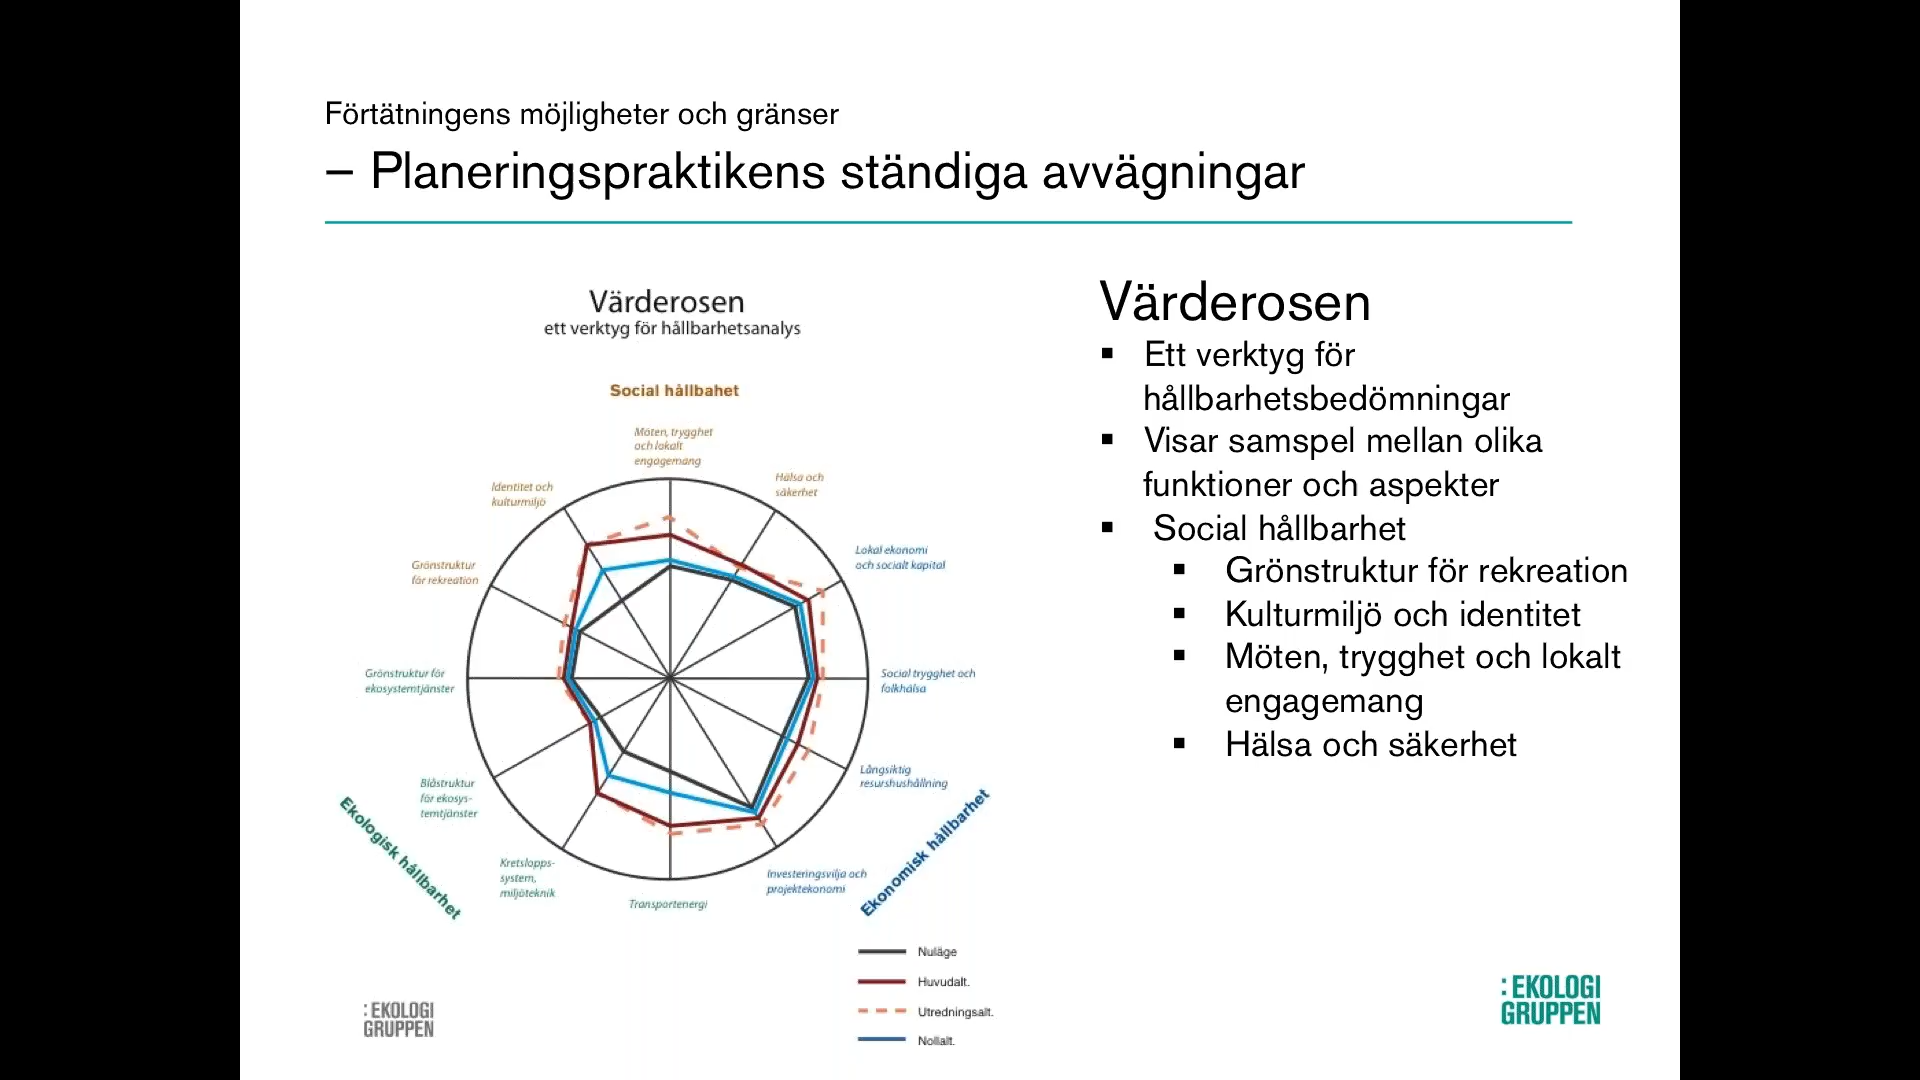 Förtätningens möjligheter och gränser
– Planeringspraktikens ständiga avvägningar
Värderosen
ett verktyg för hållbarhetsanalys
Social hållbahet
Möten, trygghet
och lokalt
engagemang
Hälsa och
säkerhet
Lokal ekonomi
och socialt kapital
Social trygghet och
folkhälsa
Långsiktig
resurshushållning
Ekonomisk hållbarhet
Investeringsvilja och
projektekonomi
Transportenergi
Kretslopps-
system,
miljöteknik
Ekologisk hållbarhet
Blåstruktur
för ekosys-
temtjänster
Grönstruktur för
ekosystemtjänster
Grönstruktur
för rekreation
Identitet och
kulturmiljö
Nuläge
Huvudalt.
Utredningsalt.
Nollalt.
:EKOLOGI
GRUPPEN
Värderosen
▪ Ett verktyg för
hållbarhetsbedömningar
▪ Visar samspel mellan olika
funktioner och aspekter
▪ Social hållbarhet
▪ Grönstruktur för rekreation
▪ Kulturmiljö och identitet
▪ Möten, trygghet och lokalt
engagemang
▪ Hälsa och säkerhet
:EKOLOGI
GRUPPEN